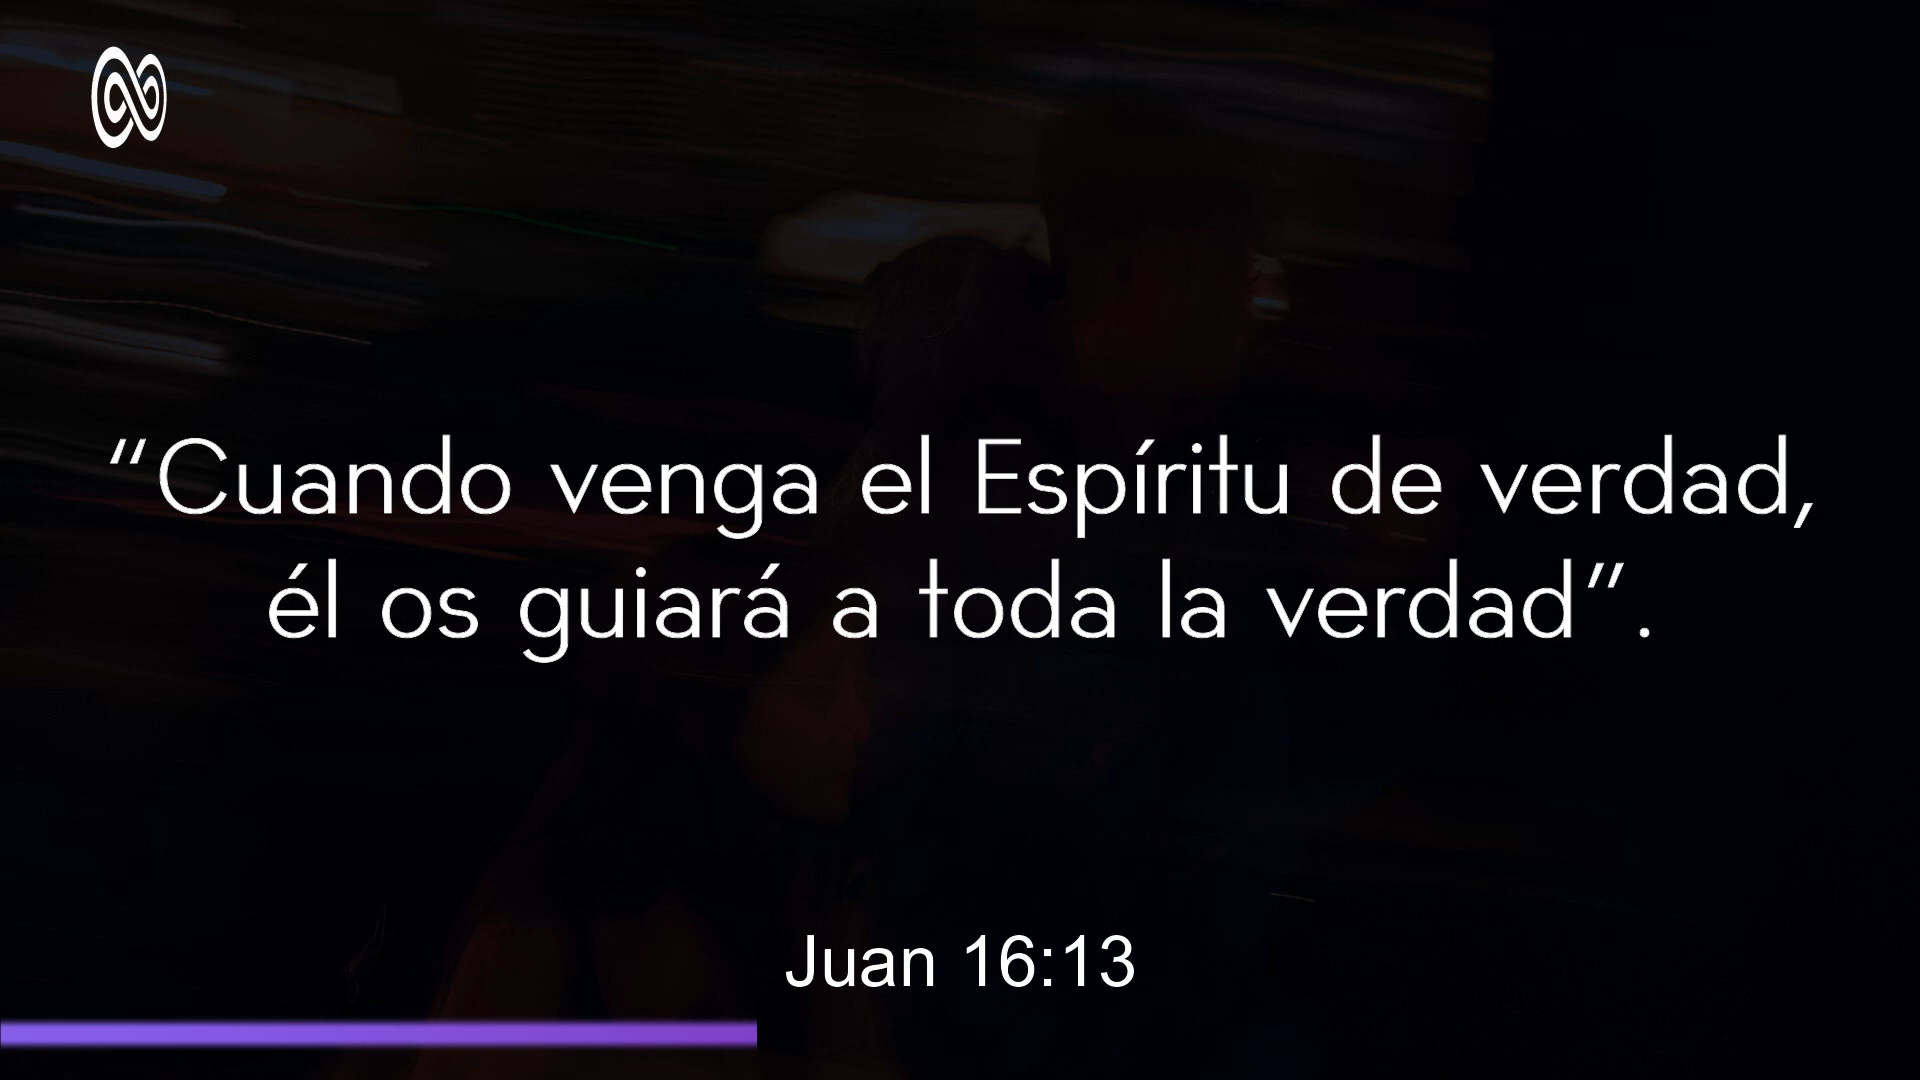 “Cuando venga el Espíritu de verdad,
él os guiará a toda la verdad”.
Juan 16:13